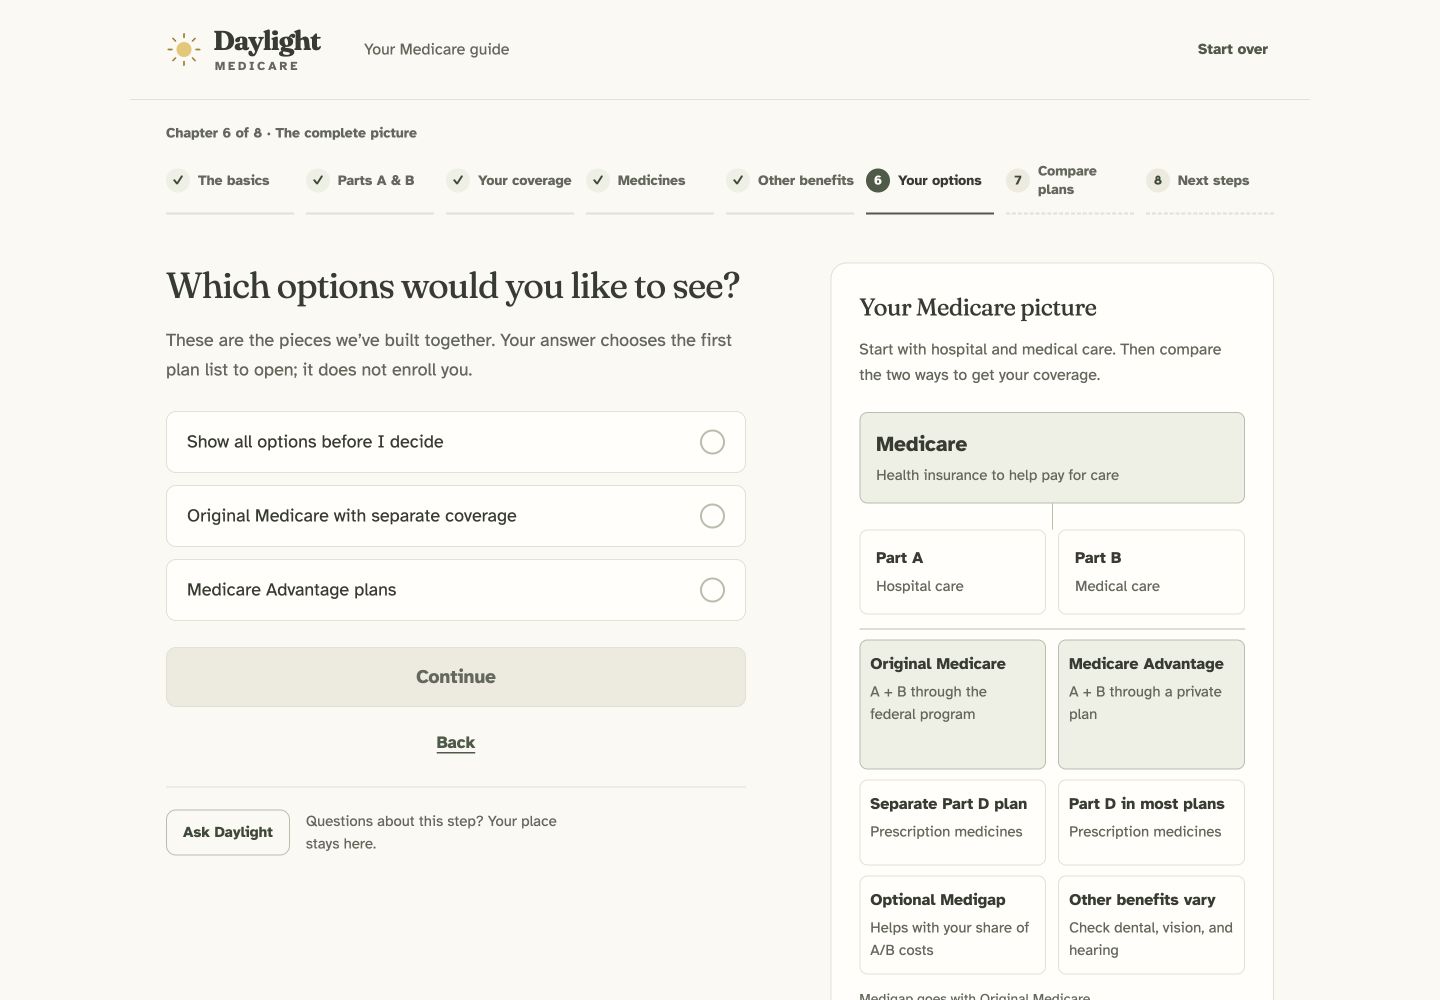 Daylight
MEDICARE
Your Medicare guide
Start over
Chapter 6 of 8 · The complete picture
The basics
Parts A & B
Your coverage
Medicines
Other benefits
6 Your options
7 Compare
plans
8 Next steps
Which options would you like to see?
These are the pieces we’ve built together. Your answer chooses the first
plan list to open; it does not enroll you.
Show all options before I decide
Original Medicare with separate coverage
Medicare Advantage plans
Continue
Back
Ask Daylight
Questions about this step? Your place
stays here.
Your Medicare picture
Start with hospital and medical care. Then compare
the two ways to get your coverage.
Medicare
Health insurance to help pay for care
Part A
Hospital care
Part B
Medical care
Original Medicare
A + B through the
federal program
Medicare Advantage
A + B through a private
plan
Separate Part D plan
Prescription medicines
Part D in most plans
Prescription medicines
Optional Medigap
Helps with your share of
A/B costs
Other benefits vary
Check dental, vision, and
hearing
Medigap goes with Original Medicare